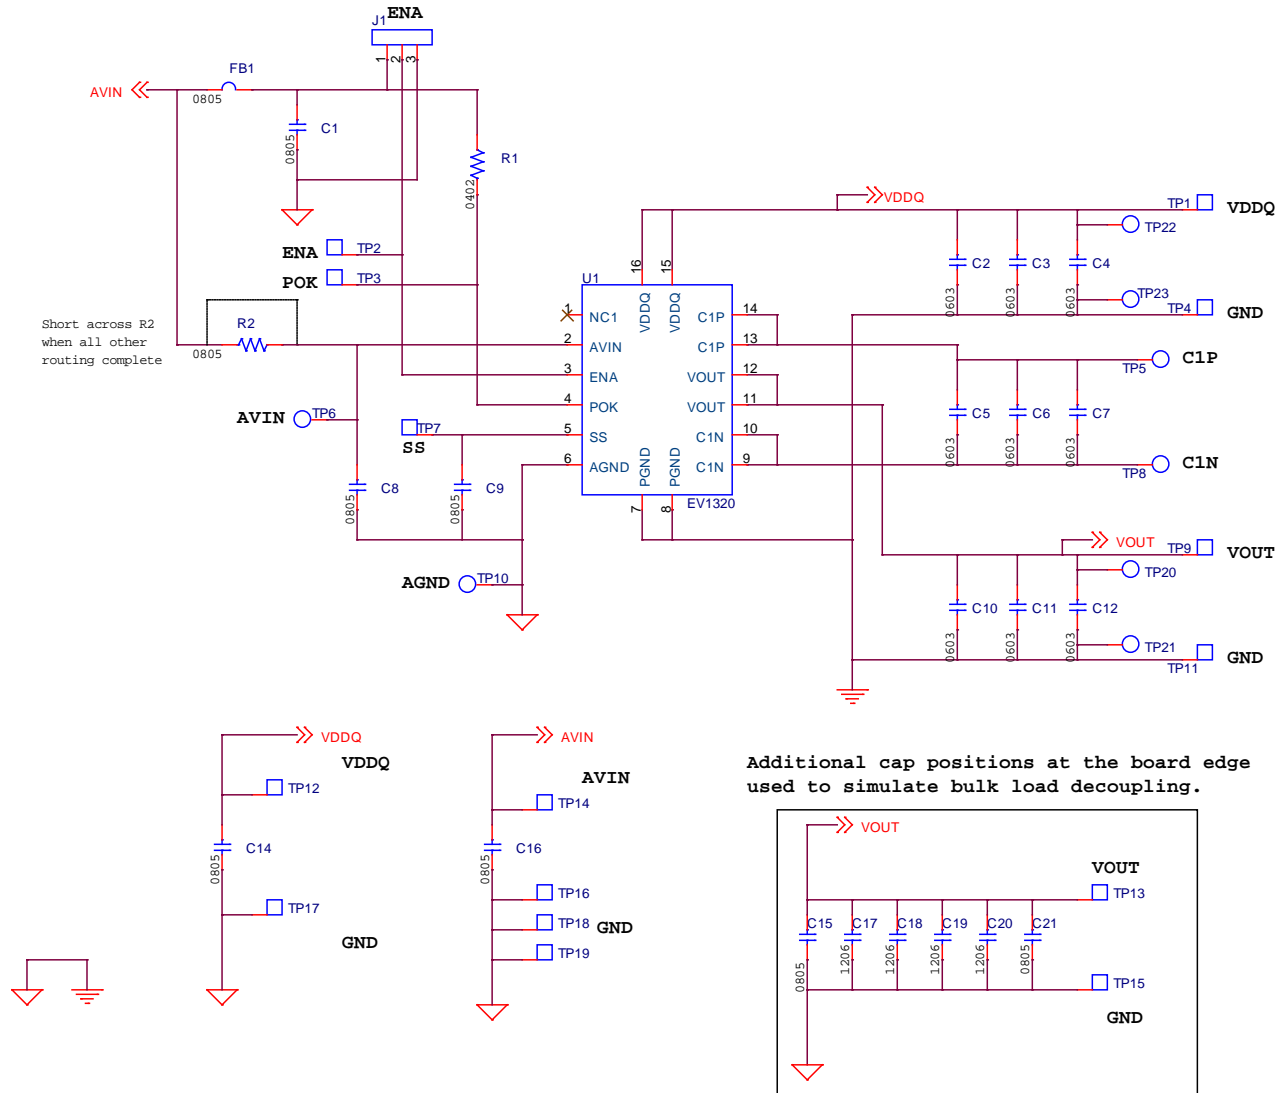 ENA
J1
1
2
3
AVIN
FB1
0805
C1
0805
R1
0402
VDDQ
TP1
VDDQ
TP22
ENA
TP2
POK
TP3
C2
C3
C4
0603
0603
0603
TP23
TP4
GND
U1
16
15
VDDQ
VDDQ
1
NC1
2
AVIN
3
ENA
4
POK
5
SS
6
AGND
C1P
14
C1P
13
VOUT
12
VOUT
11
C1N
10
C1N
9
PGND
PGND
7
8
EV1320
Short across R2
when all other
routing complete
R2
0805
TP5
C1P
C5
C6
C7
0603
0603
0603
TP8
C1N
AVIN
TP6
TP7
SS
C8
0805
C9
0805
AGND
TP10
VOUT
TP9
VOUT
TP20
C10
C11
C12
0603
0603
0603
TP21
TP11
GND
VDDQ
VDDQ
TP12
C14
0805
TP17
GND
AVIN
AVIN
TP14
C16
0805
TP16
TP18
GND
TP19
Additional cap positions at the board edge
used to simulate bulk load decoupling.
VOUT
VOUT
TP13
C15
C17
C18
C19
C20
C21
0805
1206
1206
1206
1206
0805
TP15
GND